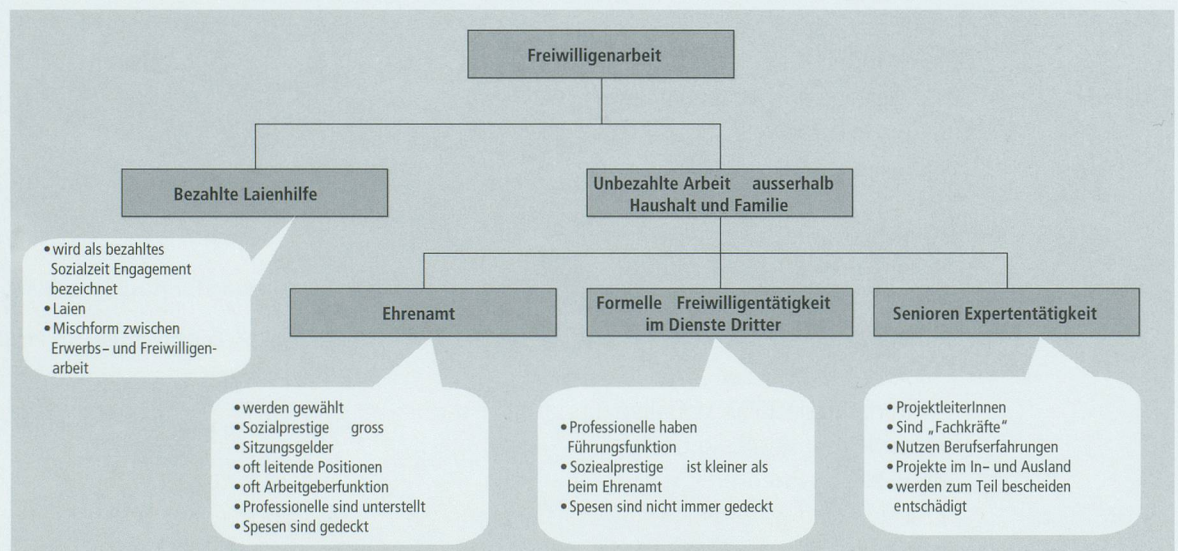 Freiwilligenarbeit
Bezahlte Laienhilfe
Unbezahlte Arbeit ausserhalb
Haushalt und Familie
• wird als bezahltes
Sozialzeit Engagement
bezeichnet
• Laien
• Mischform zwischen
Erwerbs- und Freiwilligen-
arbeit
Ehrenamt
Formelle Freiwilligentätigkeit
im Dienste Dritter
Senioren Expertentätigkeit
• werden gewählt
• Sozialprestige gross
• Sitzungsgelder
• oft leitende Positionen
• oft Arbeitgeberfunktion
• Professionelle sind unterstellt
• Spesen sind gedeckt
• Professionelle haben
Führungsfunktion
• Soziealprestige ist kleiner als
beim Ehrenamt
• Spesen sind nicht immer gedeckt
• ProjektleiterInnen
• Sind „Fachkräfte“
• Nutzen Berufserfahrungen
• Projekte im In- und Ausland
• werden zum Teil bescheiden
entschädigt